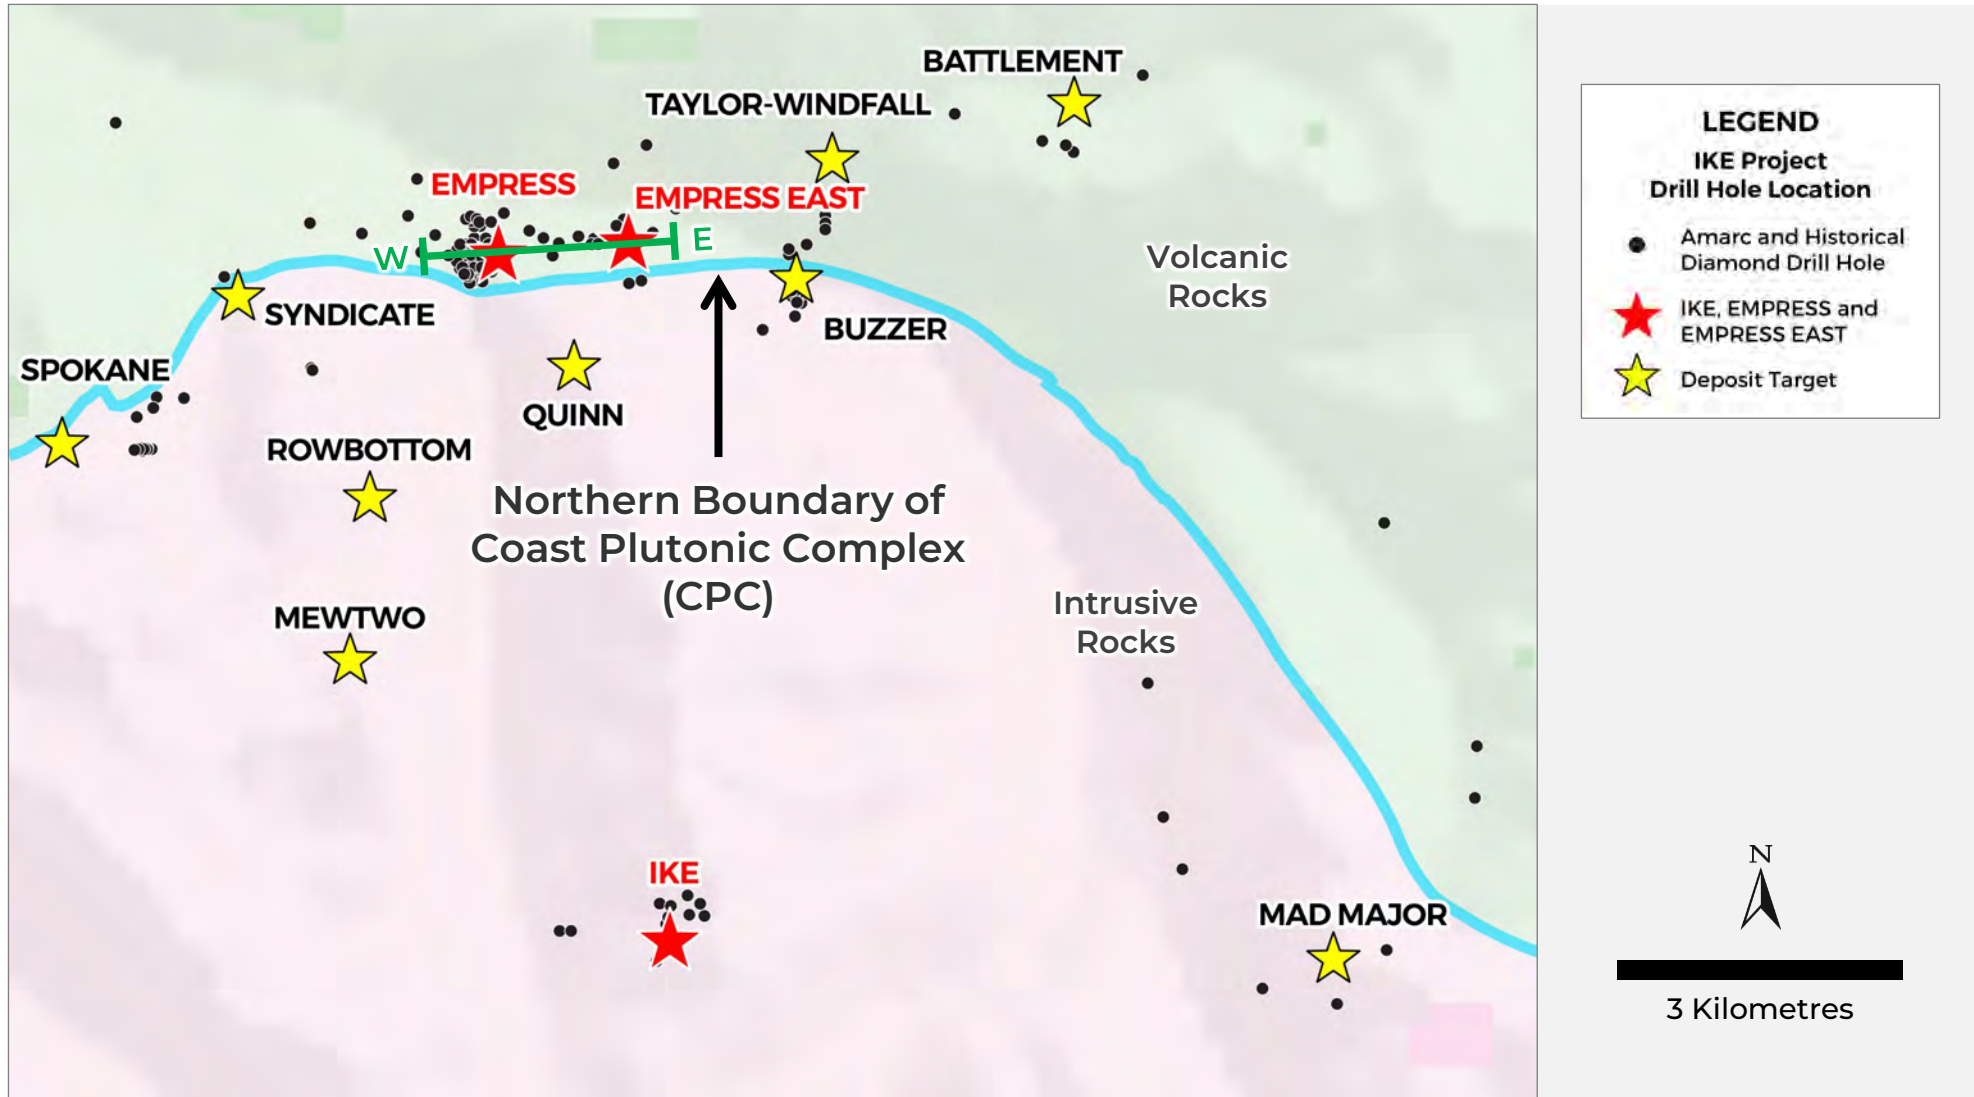 BATTLEMENT
TAYLOR-WINDFALL
EMPRESS
EMPRESS EAST
W
E
Volcanic
Rocks
SYNDICATE
BUZZER
SPOKANE
QUINN
ROWBOTTOM
Northern Boundary of
Coast Plutonic Complex
(CPC)
Intrusive
Rocks
MEWTWO
IKE
MAD MAJOR
LEGEND
IKE Project
Drill Hole Location
Amarc and Historical
Diamond Drill Hole
IKE, EMPRESS and
EMPRESS EAST
Deposit Target
N
3 Kilometres